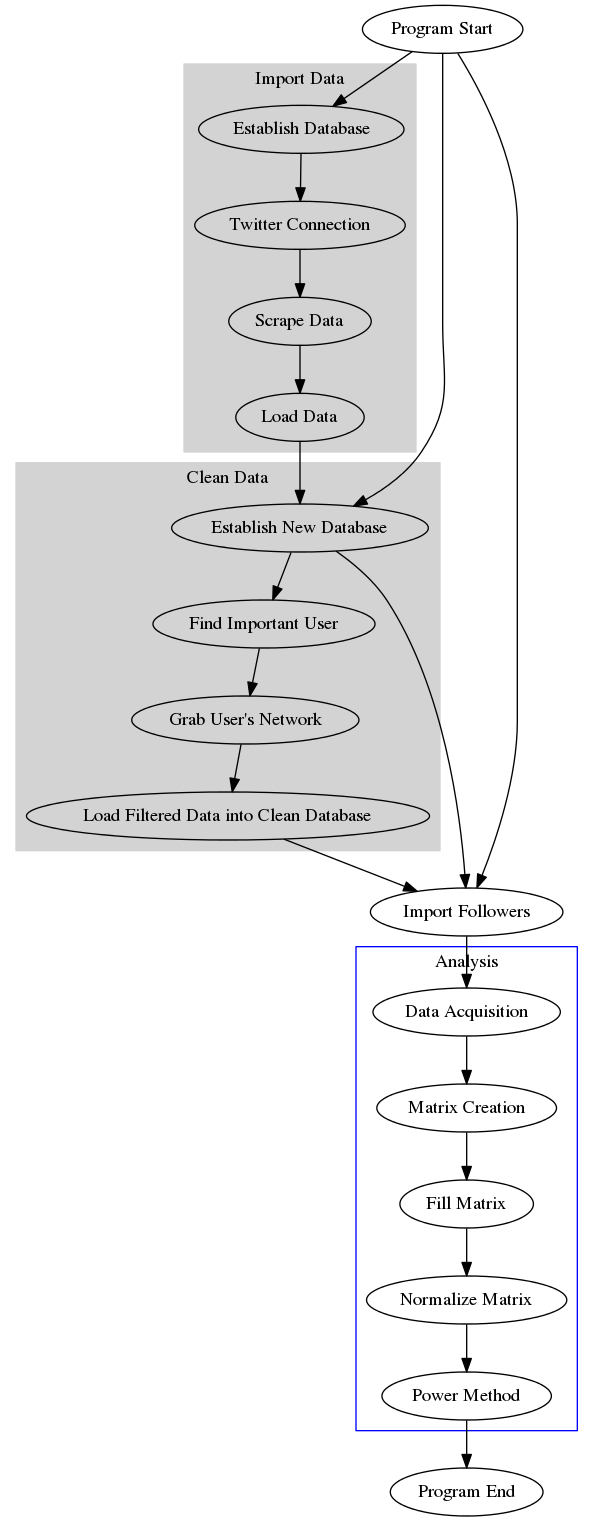 Program Start
Import Data
Establish Database
Twitter Connection
Scrape Data
Load Data
Clean Data
Establish New Database
Find Important User
Grab User's Network
Load Filtered Data into Clean Database
Import Followers
Analysis
Data Acquisition
Matrix Creation
Fill Matrix
Normalize Matrix
Power Method
Program End